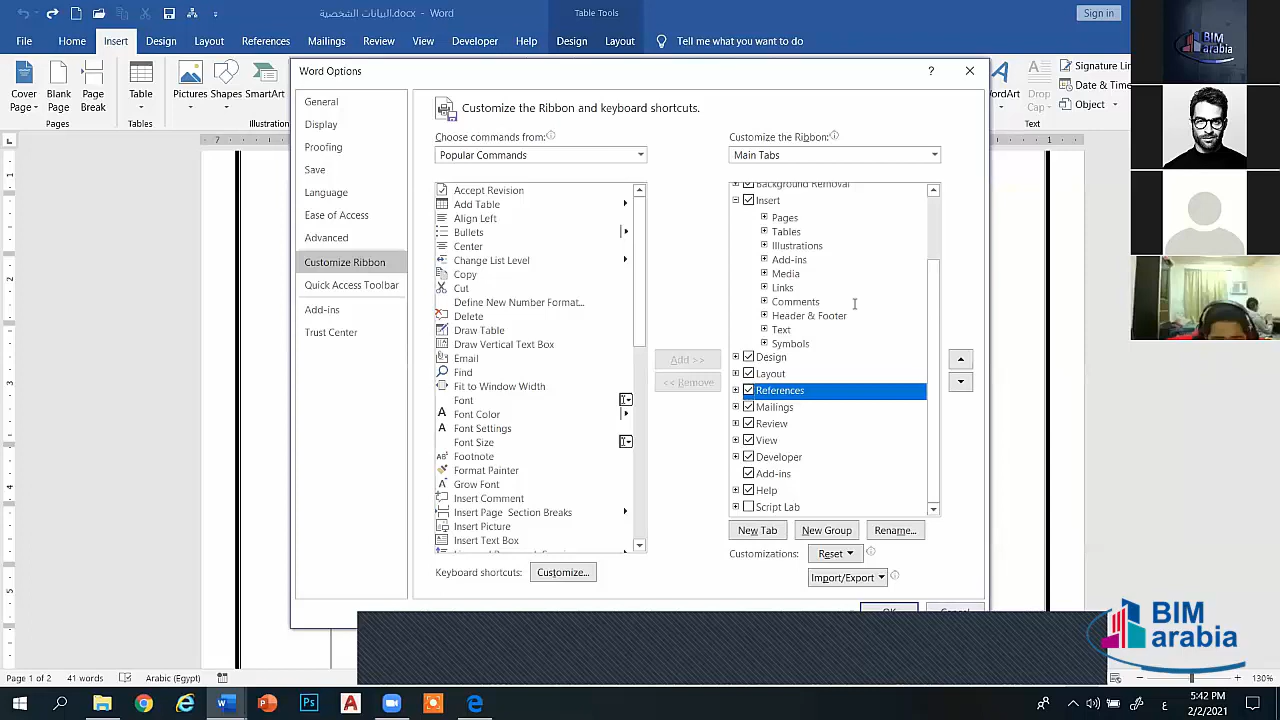 البيانات الشخصية.docx - Word
Table Tools
Sign in
File
Home
Insert
Design
Layout
References
Mailings
Review
View
Developer
Help
Design
Layout
Tell me what you want to do
BIM
arabia
Cover
Page
Blank
Page
Page
Break
Table
Pictures
Shapes
SmartArt
WordArt
Drop
Cap
Signature Lin
Date & Time
Object
Pages
Tables
Illustration
Text
Word Options
General
Display
Proofing
Save
Language
Ease of Access
Advanced
Customize Ribbon
Quick Access Toolbar
Add-ins
Trust Center
Customize the Ribbon and keyboard shortcuts.
Choose commands from:
Popular Commands
Accept Revision
Add Table
Align Left
Bullets
Center
Change List Level
Copy
Cut
Define New Number Format...
Delete
Draw Table
Draw Vertical Text Box
Email
Find
Fit to Window Width
Font
Font Color
Font Settings
Font Size
Footnote
Format Painter
Grow Font
Insert Comment
Insert Page Section Breaks
Insert Picture
Insert Text Box
Keyboard shortcuts:
Customize...
Add >>
<< Remove
Customize the Ribbon:
Main Tabs
Background Removal
Insert
Pages
Tables
Illustrations
Add-ins
Media
Links
Comments
Header & Footer
Text
Symbols
Design
Layout
References
Mailings
Review
View
Developer
Add-ins
Help
Script Lab
New Tab
New Group
Rename...
Customizations:
Reset
Import/Export
OK
Cancel
BIM
arabia
Page 1 of 2
41 words
Arabic (Egypt)
130%
5:42 PM
2/2/2021